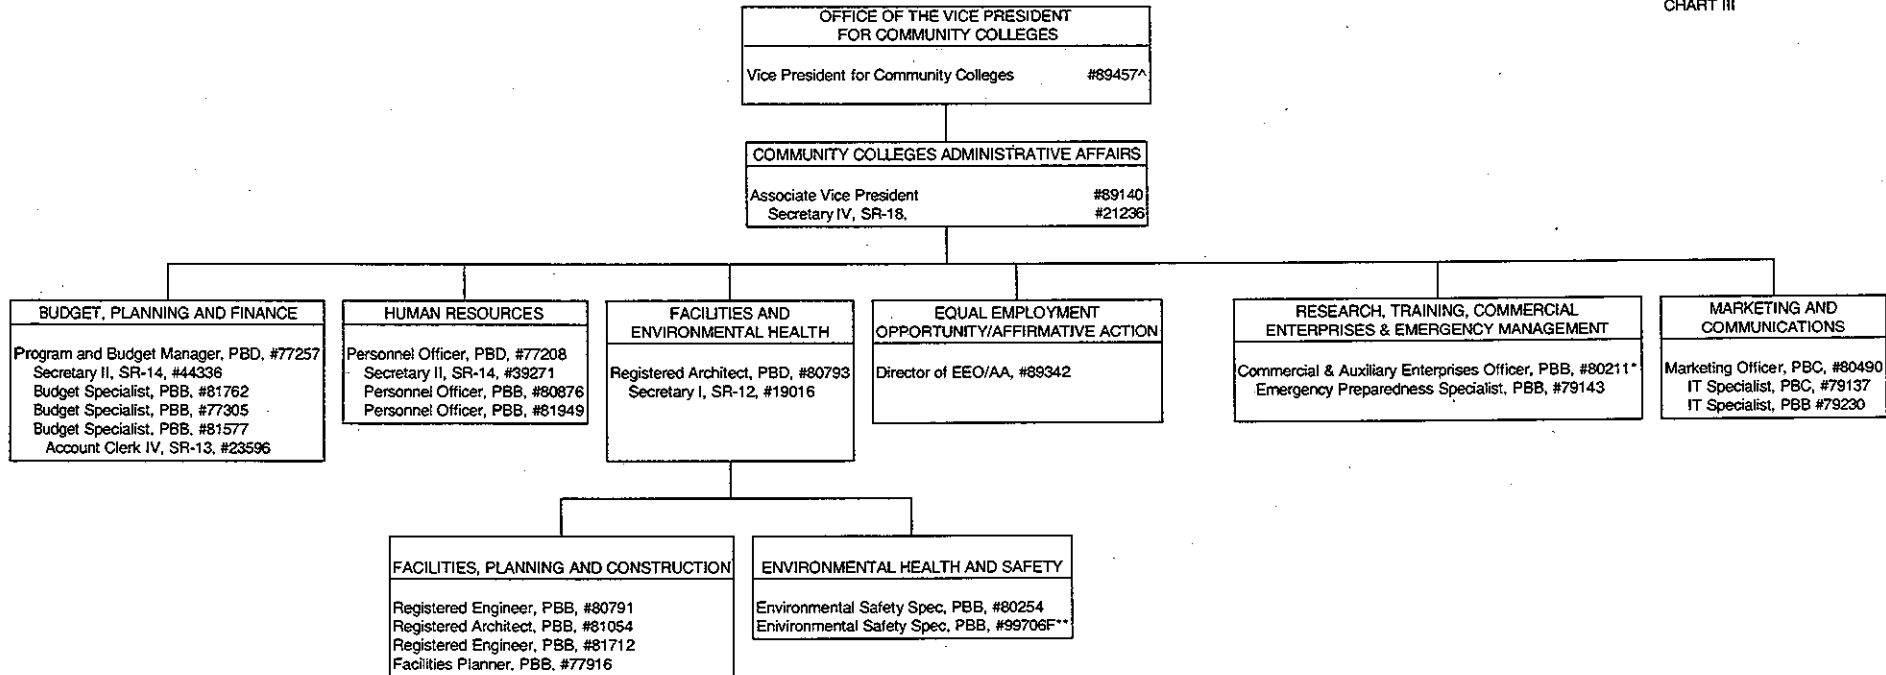 CHART III
OFFICE OF THE VICE PRESIDENT
FOR COMMUNITY COLLEGES
Vice President for Community Colleges #89457^
COMMUNITY COLLEGES ADMINISTRATIVE AFFAIRS
Associate Vice President #89140
Secretary IV, SR-18, #21236
BUDGET, PLANNING AND FINANCE
Program and Budget Manager, PBD, #77257
Secretary II, SR-14, #44336
Budget Specialist, PBB, #81762
Budget Specialist, PBB, #77305
Budget Specialist, PBB, #81577
Account Clerk IV, SR-13, #23596
HUMAN RESOURCES
Personnel Officer, PBD, #77208
Secretary II, SR-14, #39271
Personnel Officer, PBB, #80876
Personnel Officer, PBB, #81949
FACILITIES AND
ENVIRONMENTAL HEALTH
Registered Architect, PBD, #80793
Secretary I, SR-12, #19016
EQUAL EMPLOYMENT
OPPORTUNITY/AFFIRMATIVE ACTION
Director of EEO/AA, #89342
RESEARCH, TRAINING, COMMERCIAL
ENTERPRISES & EMERGENCY MANAGEMENT
Commercial & Auxiliary Enterprises Officer, PBB, #80211*
Emergency Preparedness Specialist, PBB, #79143
MARKETING AND
COMMUNICATIONS
Marketing Officer, PBC, #80490
IT Specialist, PBC, #79137
IT Specialist, PBB #79230
FACILITIES, PLANNING AND CONSTRUCTION
Registered Engineer, PBB, #80791
Registered Architect, PBB, #81054
Registered Engineer, PBB, #81712
Facilities Planner, PBB, #77916
ENVIRONMENTAL HEALTH AND SAFETY
Environmental Safety Spec, PBB, #80254
Enivironmental Safety Spec, PBB, #99706F**